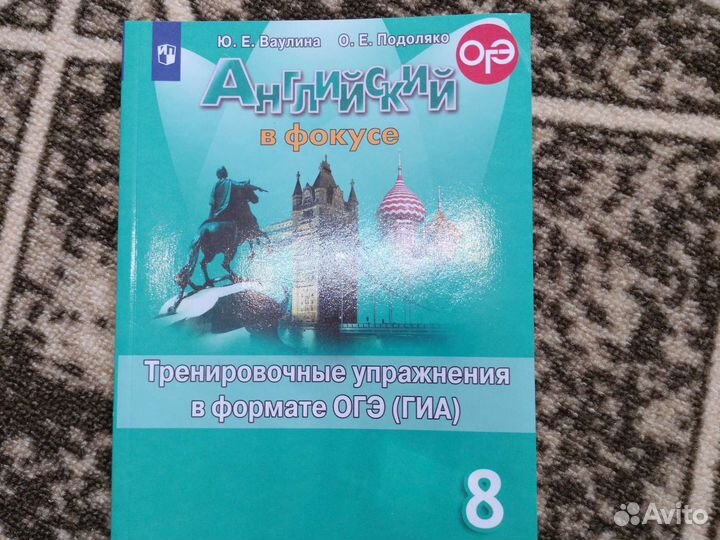 Ю. Е. Ваулина О. Е. Подоляко
ОГЭ
Английский
в фокусе
Тренировочные упражнения
в формате ОГЭ (ГИА)
8
Avito